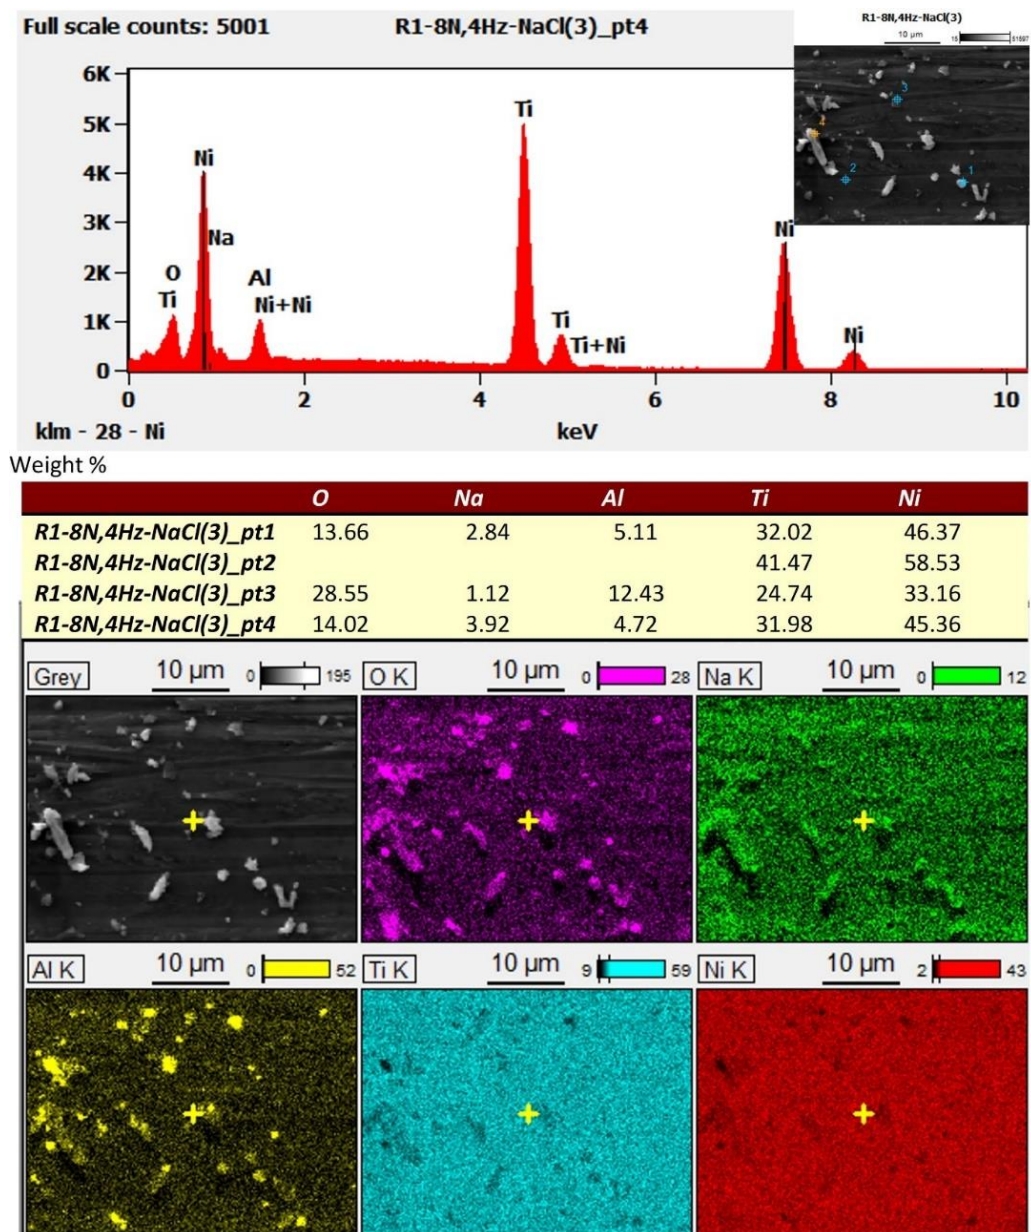 Full scale counts: 5001 R1-8N,4Hz-NaCl(3)_pt4
R1-8N,4Hz-NaCl(3)
10 µm 15 51697
6K
5K
4K
3K
2K
1K
0
Ti
Ni
Na
O
Ti
Al
Ni+Ni
Ti
Ti+Ni
Ni
Ni
3
4
2
1
0 2 4 6 8 10
klm - 28 - Ni keV
Weight %
O Na Al Ti Ni
R1-8N,4Hz-NaCl(3)_pt1 13.66 2.84 5.11 32.02 46.37
R1-8N,4Hz-NaCl(3)_pt2 41.47 58.53
R1-8N,4Hz-NaCl(3)_pt3 28.55 1.12 12.43 24.74 33.16
R1-8N,4Hz-NaCl(3)_pt4 14.02 3.92 4.72 31.98 45.36
Grey 10 µm 0 195 O K 10 µm 0 28 Na K 10 µm 0 12
Al K 10 µm 0 52 Ti K 10 µm 9 59 Ni K 10 µm 2 43